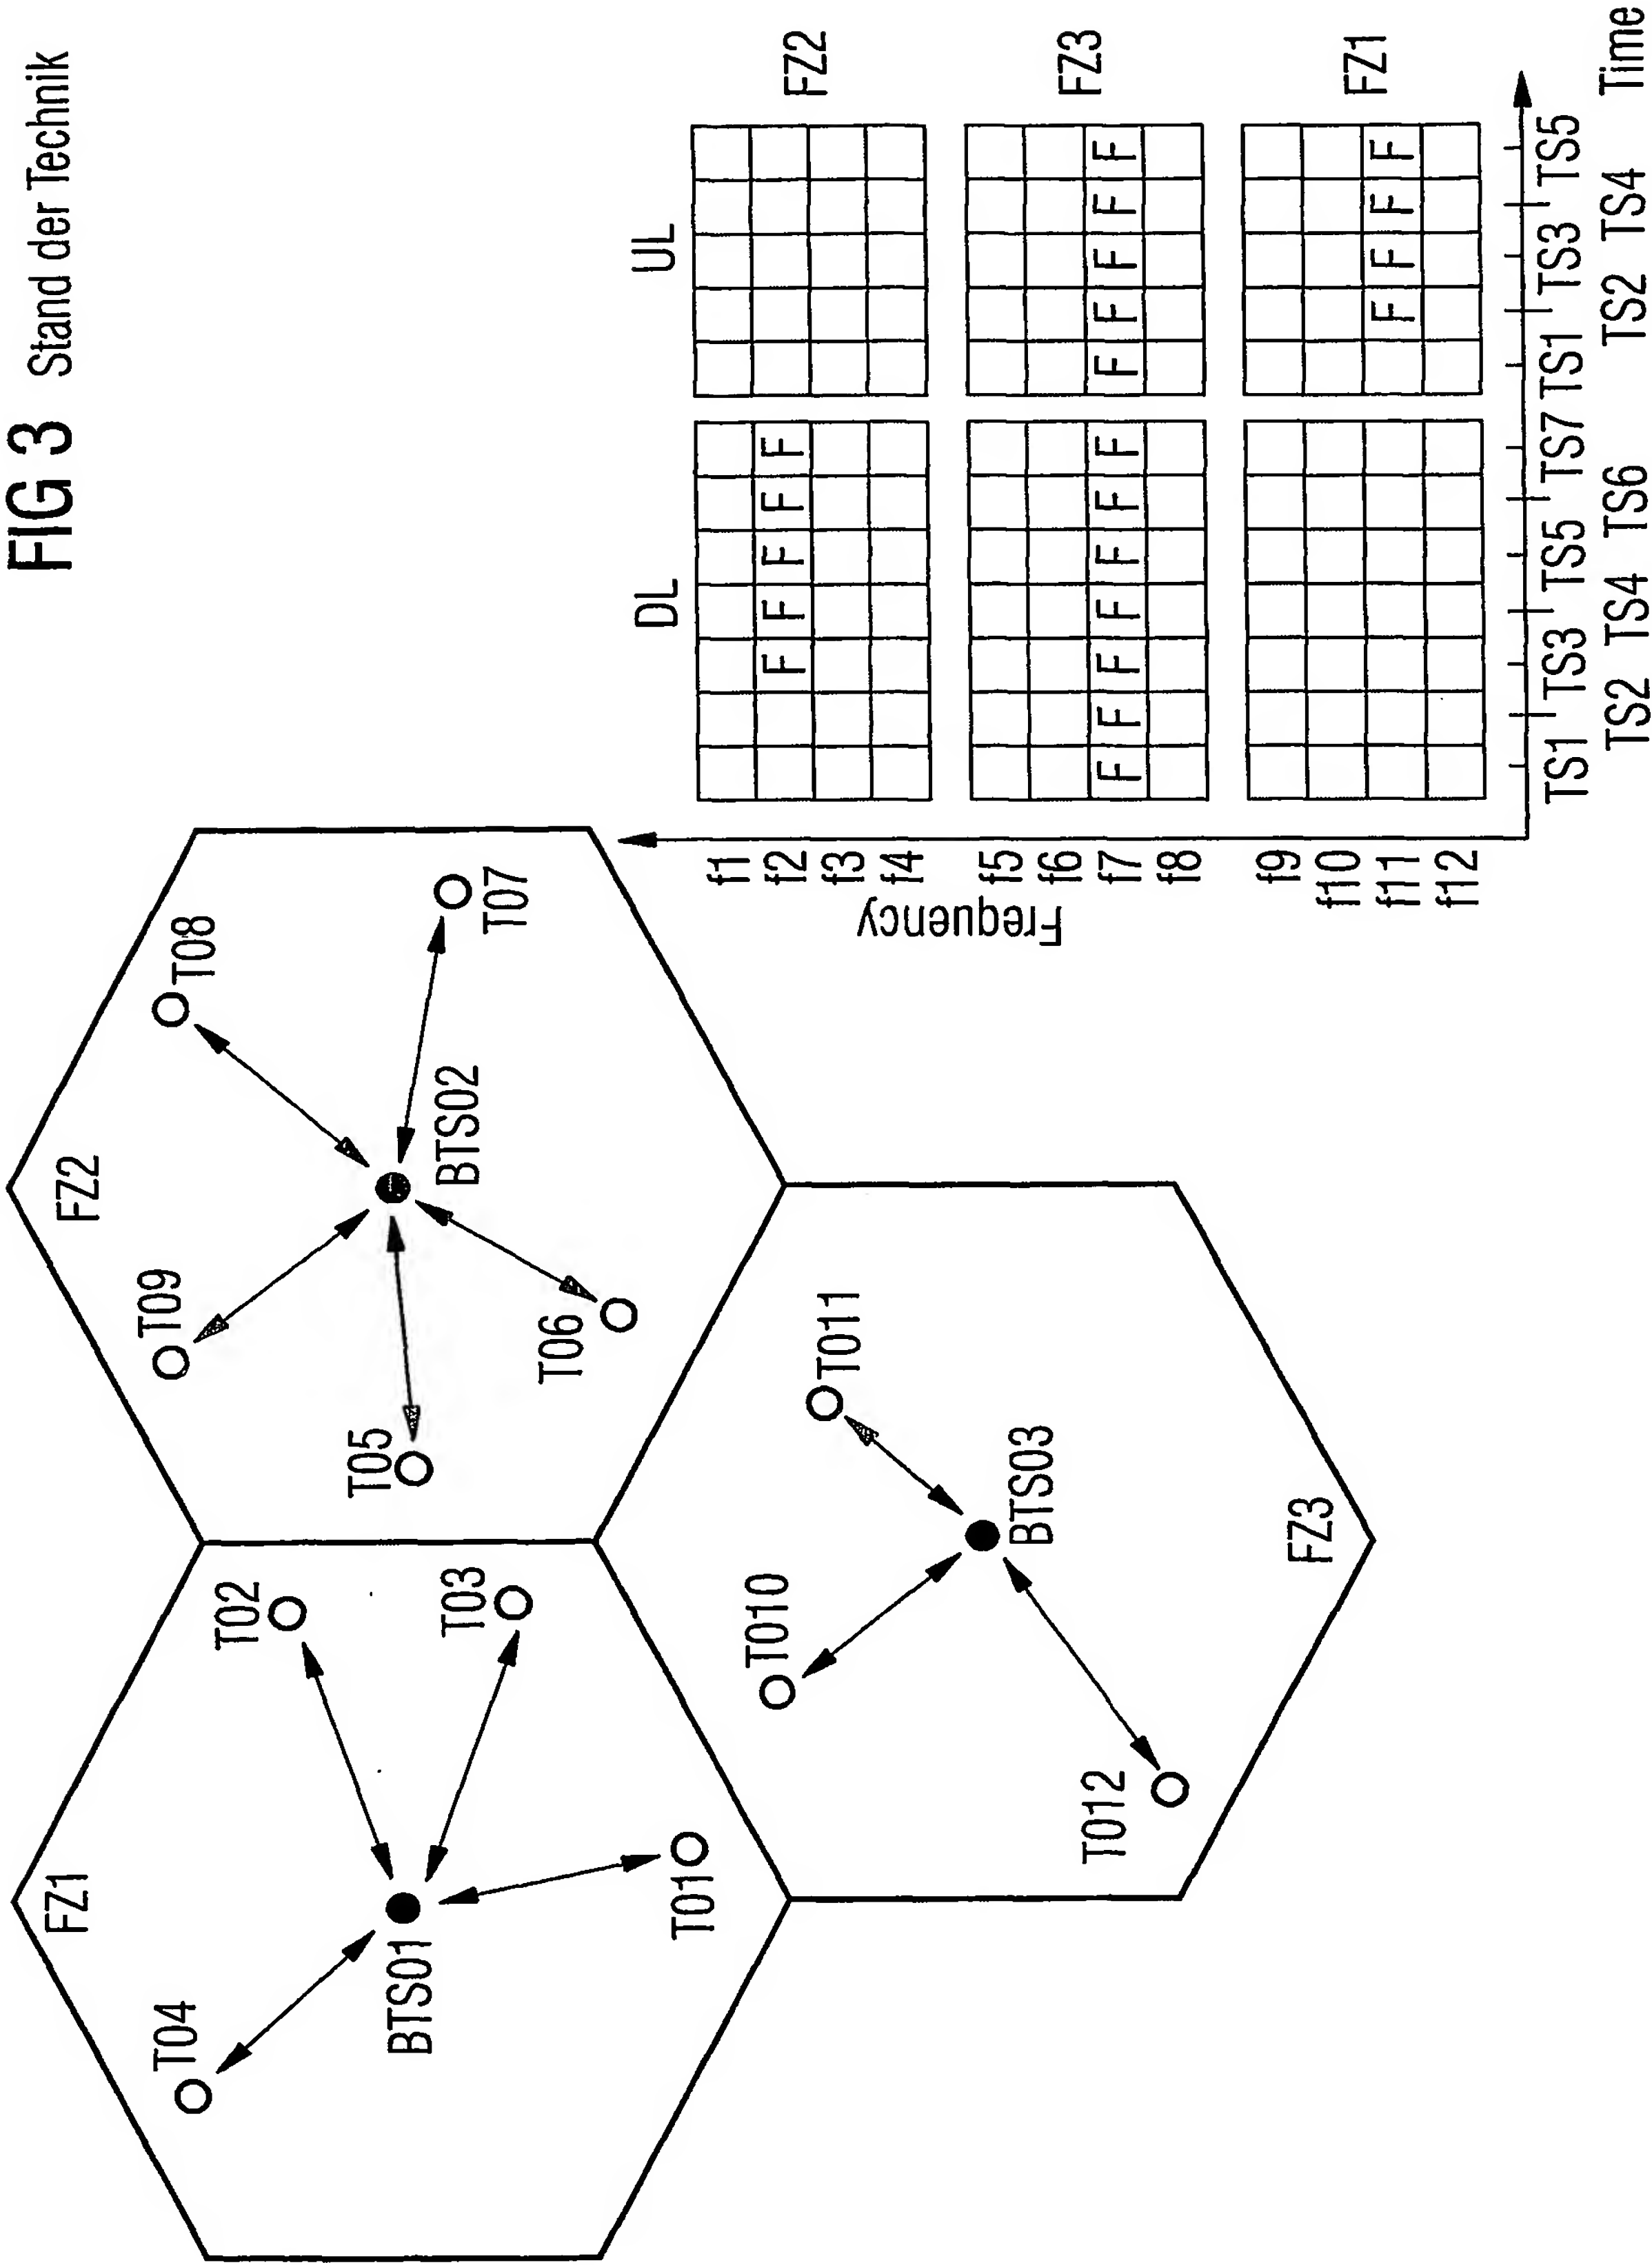 FIG 3 Stand der Technik
FZ1
T04
BTS01
T02
T03
T01
FZ2
T09
T08
T05
BTS02
T07
T06
T010
T011
BTS03
T012
FZ3
DL UL
Frequency
f1
f2 F F F F F
f3
f4
FZ2
f5
f6
f7 F F F F F F F F F F F F
f8
FZ3
f9
f10
f11 F F F F
f12
FZ1
TS1 TS3 TS5 TS7 TS1 TS3 TS5
TS2 TS4 TS6 TS2 TS4 Time